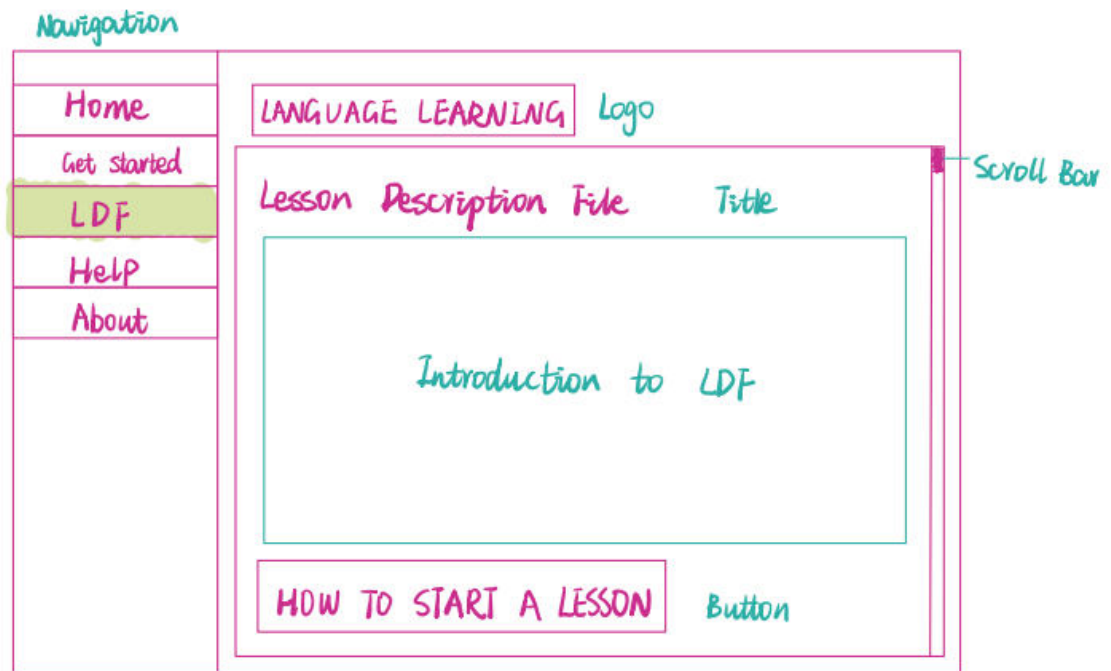 Navigation
Home
Get started
LDF
Help
About
LANGUAGE LEARNING Logo
Scroll Bar
Lesson Description File Title
Introduction to LDF
HOW TO START A LESSON Button